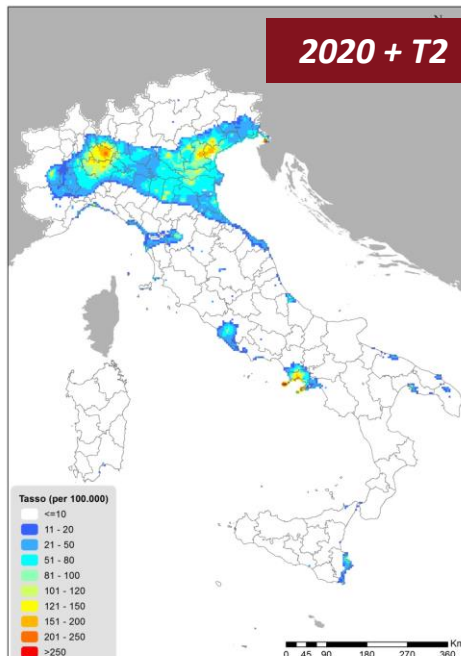 N
2020 + T2
Tasso (per 100.000)
<=10
11 - 20
21 - 50
51 - 80
81 - 100
101 - 120
121 - 150
151 - 200
201 - 250
>250
Km
0 45 90 180 270 360